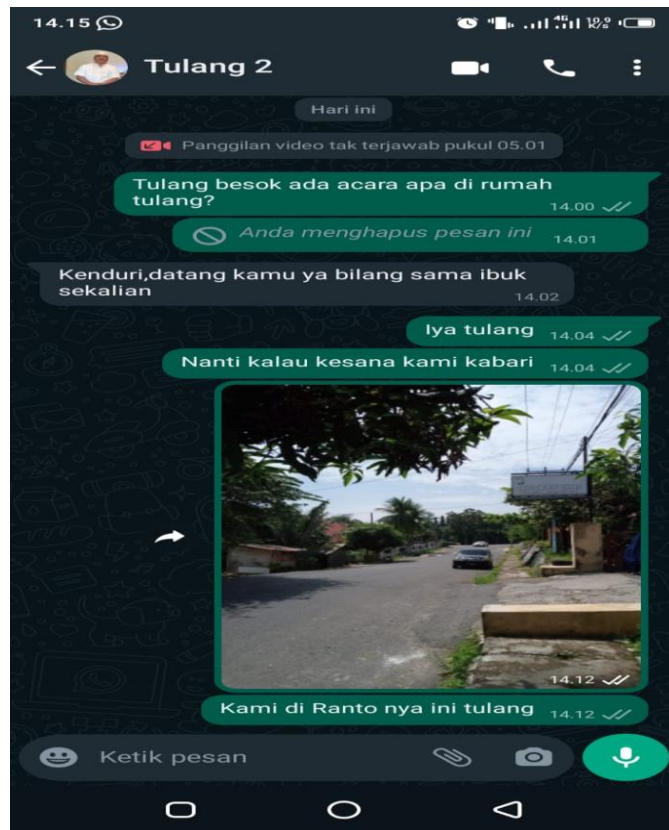 14.15
10,9 K/s
Tulang 2
Hari ini
Panggilan video tak terjawab pukul 05.01
Tulang besok ada acara apa di rumah
tulang?
14.00
Anda menghapus pesan ini
14.01
Kenduri,datang kamu ya bilang sama ibuk
sekalian
14.02
Iya tulang
14.04
Nanti kalau kesana kami kabari
14.04
14.12
Kami di Ranto nya ini tulang
14.12
Ketik pesan